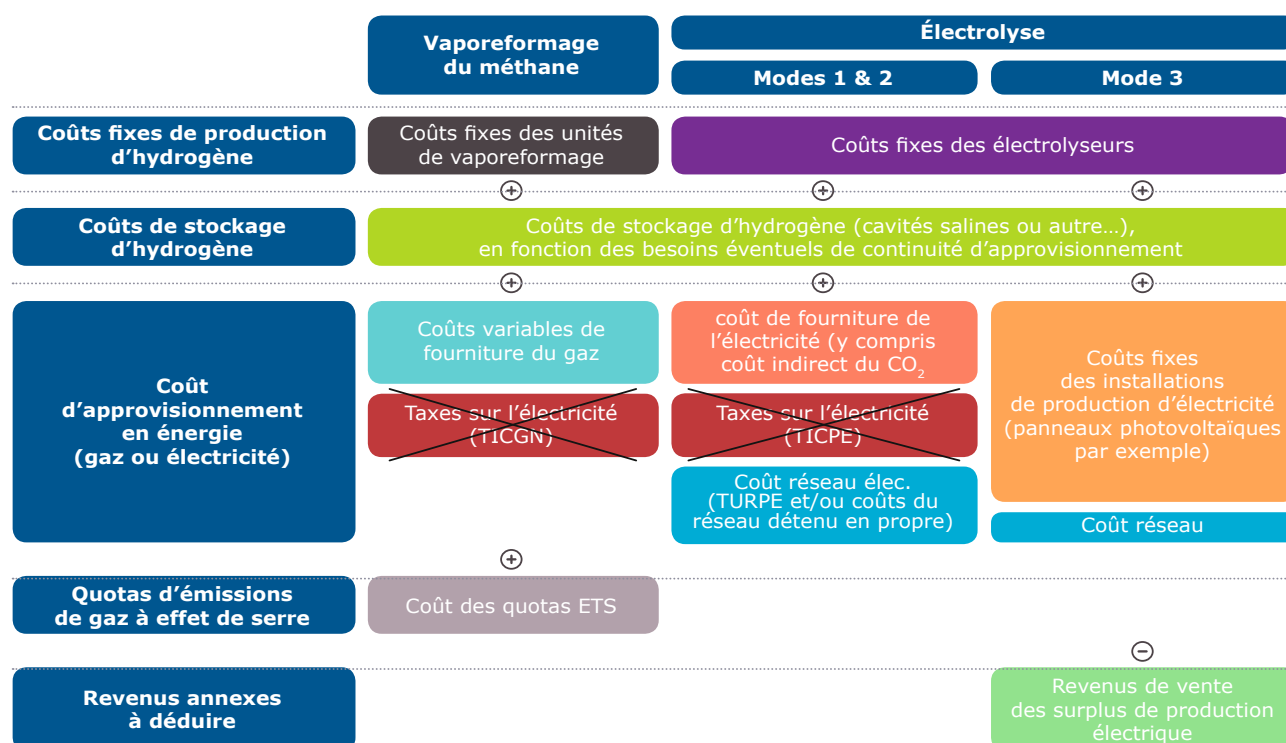 Vaporeformage
du méthane
Électrolyse
Modes 1 & 2
Mode 3
Coûts fixes de production
d’hydrogène
Coûts fixes des unités
de vaporeformage
Coûts fixes des électrolyseurs
+
+
+
Coûts de stockage
d’hydrogène
Coûts de stockage d’hydrogène (cavités salines ou autre…),
en fonction des besoins éventuels de continuité d’approvisionnement
+
+
+
Coût
d’approvisionnement
en énergie
(gaz ou électricité)
Coûts variables de
fourniture du gaz
Taxes sur l’électricité
(TICGN)
coût de fourniture de
l’électricité (y compris
coût indirect du CO₂
Taxes sur l’électricité
(TICPE)
Coût réseau élec.
(TURPE et/ou coûts du
réseau détenu en propre)
Coûts fixes
des installations
de production d’électricité
(panneaux photovoltaïques
par exemple)
Coût réseau
+
Quotas d’émissions
de gaz à effet de serre
Coût des quotas ETS
−
Revenus annexes
à déduire
Revenus de vente
des surplus de production
électrique